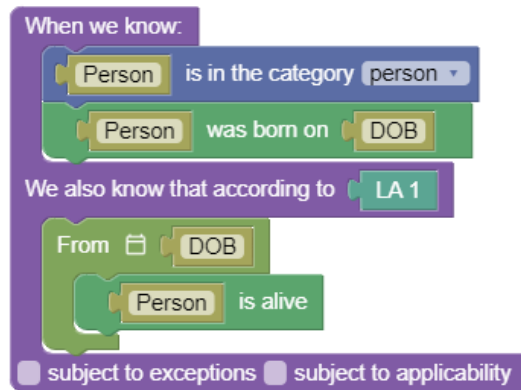 When we know:
Person is in the category person
Person was born on DOB
We also know that according to LA 1
From DOB
Person is alive
subject to exceptions subject to applicability